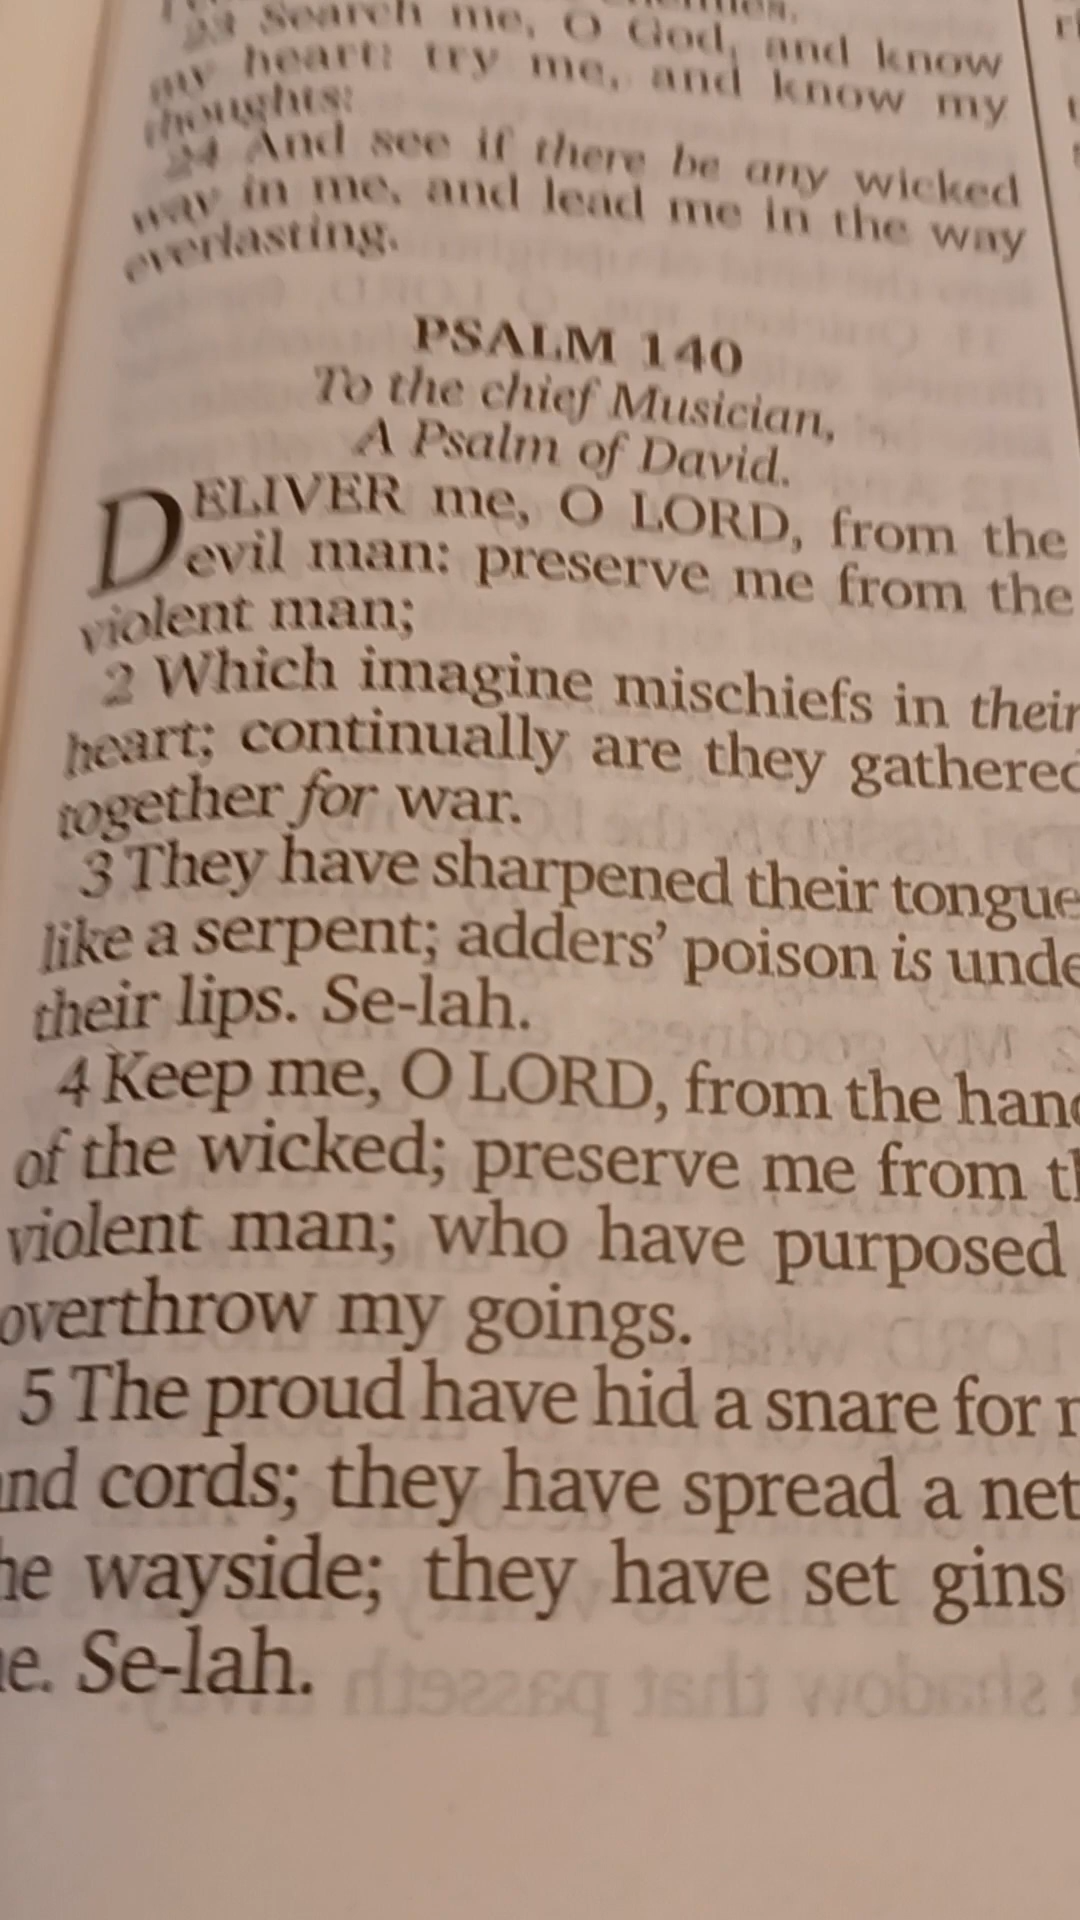 23 Search me, O God, and know
my heart: try me, and know my
thoughts:
24 And see if there be any wicked
way in me, and lead me in the way
everlasting.
PSALM 140
To the chief Musician,
A Psalm of David.
DELIVER me, O LORD, from the
evil man: preserve me from the
violent man;
2 Which imagine mischiefs in their
heart; continually are they gathered
together for war.
3 They have sharpened their tongue
like a serpent; adders’ poison is unde
their lips. Se-lah.
4 Keep me, O LORD, from the han
of the wicked; preserve me from t
violent man; who have purposed
overthrow my goings.
5 The proud have hid a snare for
nd cords; they have spread a net
he wayside; they have set gins
e. Se-lah.